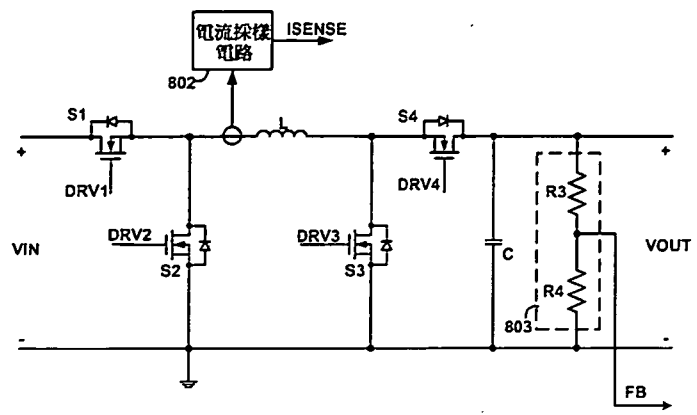 電流採樣
電路
ISENSE
802
S1
L
S4
+
+
DRV1
DRV4
R3
DRV2
DRV3
VIN
S2
S3
C
VOUT
R4
803
-
-
FB